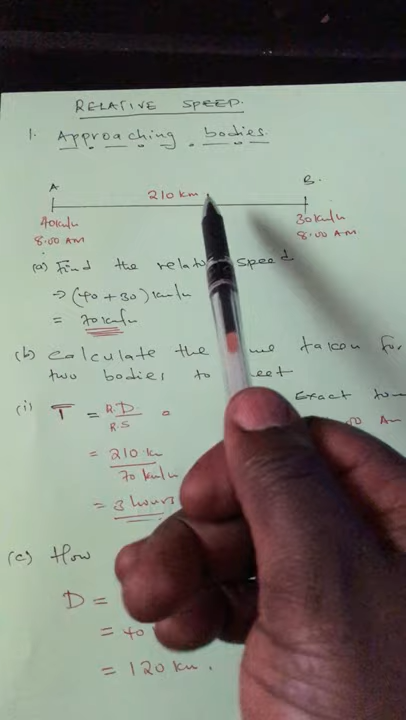 RELATIVE SPEED.
1. Approaching bodies.
A B.
210 km
40km/h 30km/h
8:00 AM 8:00 AM
(a) Find the speed
→ (40 + 30) km/h
= 70km/h
(b) Calculate the taken for
two bodies to
(i) T = R.D
R.S
Exact
= 210 km
70 km/h
= 3 hours
(c) How
D =
= 40
= 120 km.